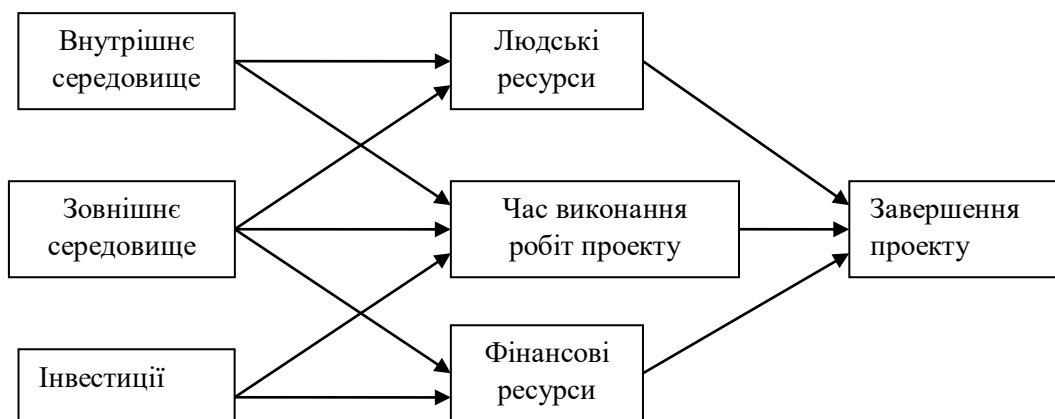 Внутрішнє
середовище
Людські
ресурси
Зовнішнє
середовище
Час виконання
робіт проекту
Завершення
проекту
Інвестиції
Фінансові
ресурси